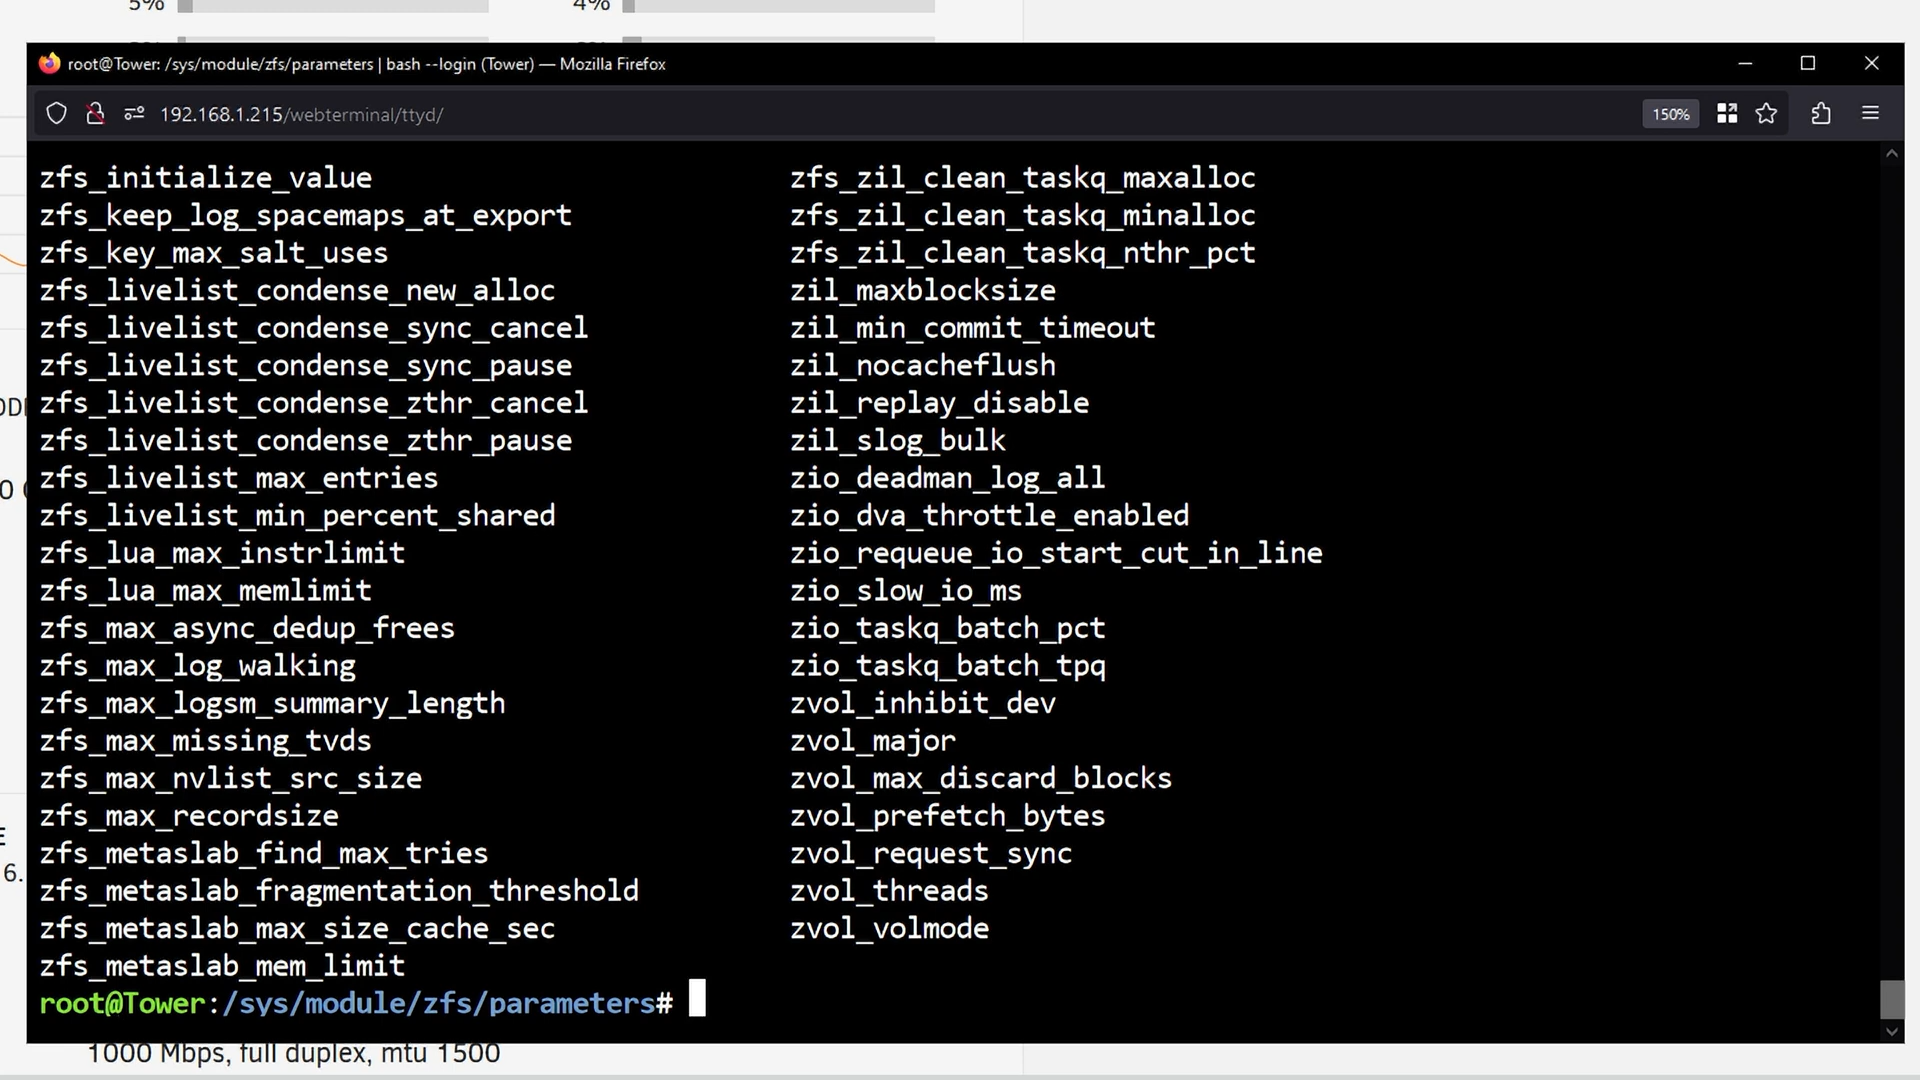 5%
4%
root@Tower: /sys/module/zfs/parameters | bash --login (Tower) — Mozilla Firefox
192.168.1.215/webterminal/ttyd/
150%
zfs_initialize_value zfs_zil_clean_taskq_maxalloc
zfs_keep_log_spacemaps_at_export zfs_zil_clean_taskq_minalloc
zfs_key_max_salt_uses zfs_zil_clean_taskq_nthr_pct
zfs_livelist_condense_new_alloc zil_maxblocksize
zfs_livelist_condense_sync_cancel zil_min_commit_timeout
zfs_livelist_condense_sync_pause zil_nocacheflush
zfs_livelist_condense_zthr_cancel zil_replay_disable
zfs_livelist_condense_zthr_pause zil_slog_bulk
zfs_livelist_max_entries zio_deadman_log_all
zfs_livelist_min_percent_shared zio_dva_throttle_enabled
zfs_lua_max_instrlimit zio_requeue_io_start_cut_in_line
zfs_lua_max_memlimit zio_slow_io_ms
zfs_max_async_dedup_frees zio_taskq_batch_pct
zfs_max_log_walking zio_taskq_batch_tpq
zfs_max_logsm_summary_length zvol_inhibit_dev
zfs_max_missing_tvds zvol_major
zfs_max_nvlist_src_size zvol_max_discard_blocks
zfs_max_recordsize zvol_prefetch_bytes
zfs_metaslab_find_max_tries zvol_request_sync
zfs_metaslab_fragmentation_threshold zvol_threads
zfs_metaslab_max_size_cache_sec zvol_volmode
zfs_metaslab_mem_limit
root@Tower:/sys/module/zfs/parameters#
6.
1000 Mbps, full duplex, mtu 1500